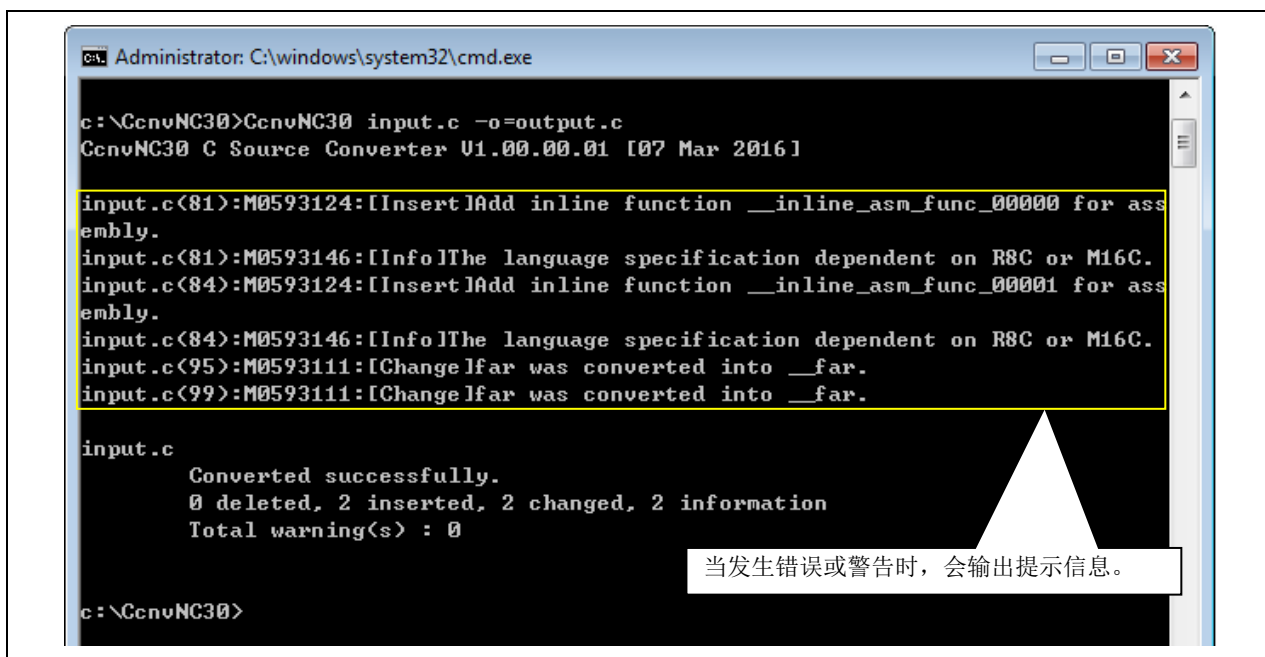 Administrator: C:\windows\system32\cmd.exe
c:\CcnvNC30>CcnvNC30 input.c -o=output.c
CcnvNC30 C Source Converter V1.00.00.01 [07 Mar 2016]
input.c(81):M0593124:[Insert]Add inline function __inline_asm_func_00000 for ass
embly.
input.c(81):M0593146:[Info]The language specification dependent on R8C or M16C.
input.c(84):M0593124:[Insert]Add inline function __inline_asm_func_00001 for ass
embly.
input.c(84):M0593146:[Info]The language specification dependent on R8C or M16C.
input.c(95):M0593111:[Change]far was converted into __far.
input.c(99):M0593111:[Change]far was converted into __far.
input.c
Converted successfully.
0 deleted, 2 inserted, 2 changed, 2 information
Total warning(s) : 0
当发生错误或警告时，会输出提示信息。
c:\CcnvNC30>